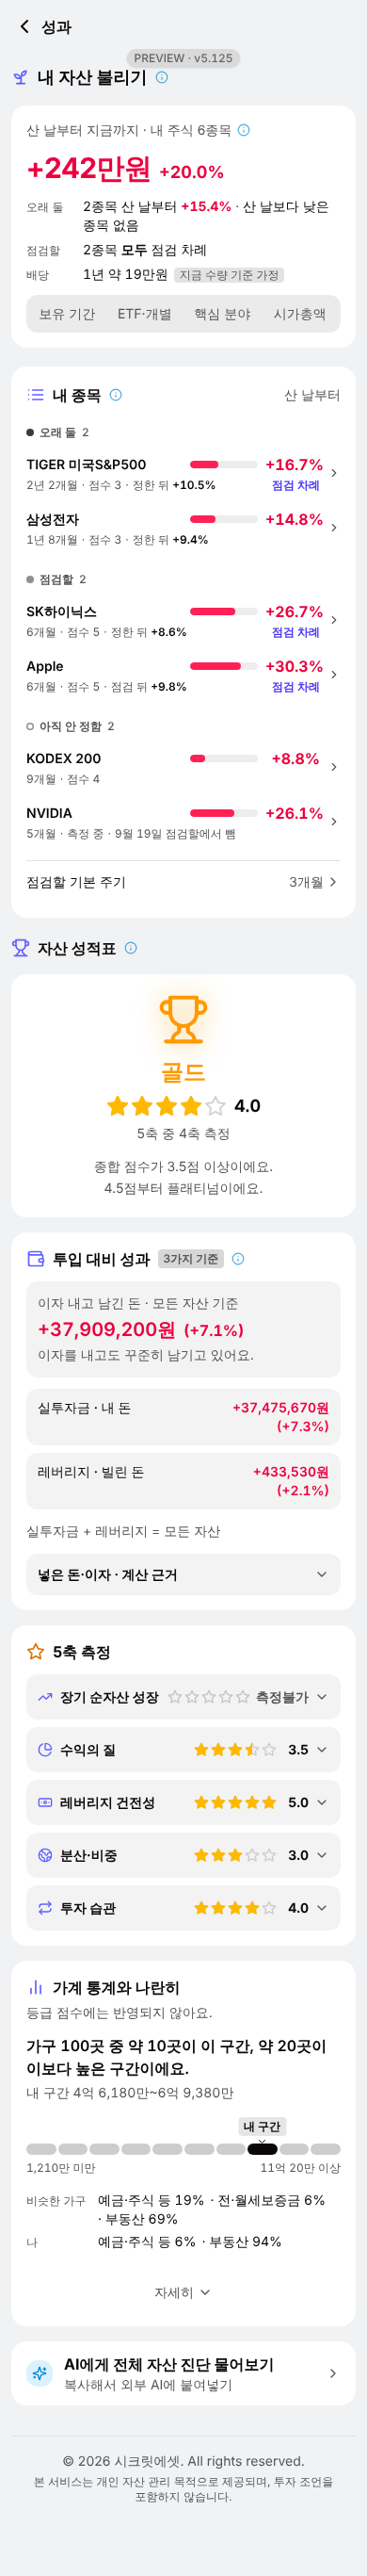 성과
PREVIEW · v5.125
내 자산 불리기
산 날부터 지금까지 · 내 주식 6종목
+242만원 +20.0%
오래 둘 2종목 산 날부터 +15.4% · 산 날보다 낮은
종목 없음
점검할 2종목 모두 점검 차례
배당 1년 약 19만원 지금 수량 기준 가정
보유 기간 ETF·개별 핵심 분야 시가총액
내 종목 산 날부터
오래 둘 2
TIGER 미국S&P500 +16.7%
2년 2개월 · 점수 3 · 정한 뒤 +10.5% 점검 차례
삼성전자 +14.8%
1년 8개월 · 점수 3 · 정한 뒤 +9.4%
점검할 2
SK하이닉스 +26.7%
6개월 · 점수 5 · 정한 뒤 +8.6% 점검 차례
Apple +30.3%
6개월 · 점수 5 · 점검 뒤 +9.8% 점검 차례
아직 안 정함 2
KODEX 200 +8.8%
9개월 · 점수 4
NVIDIA +26.1%
5개월 · 측정 중 · 9월 19일 점검할에서 뺌
점검할 기본 주기 3개월
자산 성적표
골드
4.0
5축 중 4축 측정
종합 점수가 3.5점 이상이에요.
4.5점부터 플래티넘이에요.
투입 대비 성과 3가지 기준
이자 내고 남긴 돈 · 모든 자산 기준
+37,909,200원 (+7.1%)
이자를 내고도 꾸준히 남기고 있어요.
실투자금 · 내 돈 +37,475,670원
(+7.3%)
레버리지 · 빌린 돈 +433,530원
(+2.1%)
실투자금 + 레버리지 = 모든 자산
넣은 돈·이자 · 계산 근거
5축 측정
장기 순자산 성장 측정불가
수익의 질 3.5
레버리지 건전성 5.0
분산·비중 3.0
투자 습관 4.0
가계 통계와 나란히
등급 점수에는 반영되지 않아요.
가구 100곳 중 약 10곳이 이 구간, 약 20곳이
이보다 높은 구간이에요.
내 구간 4억 6,180만~6억 9,380만
내 구간
1,210만 미만 11억 20만 이상
비슷한 가구 예금·주식 등 19% · 전·월세보증금 6%
· 부동산 69%
나 예금·주식 등 6% · 부동산 94%
자세히
AI에게 전체 자산 진단 물어보기
복사해서 외부 AI에 붙여넣기
© 2026 시크릿에셋. All rights reserved.
본 서비스는 개인 자산 관리 목적으로 제공되며, 투자 조언을
포함하지 않습니다.